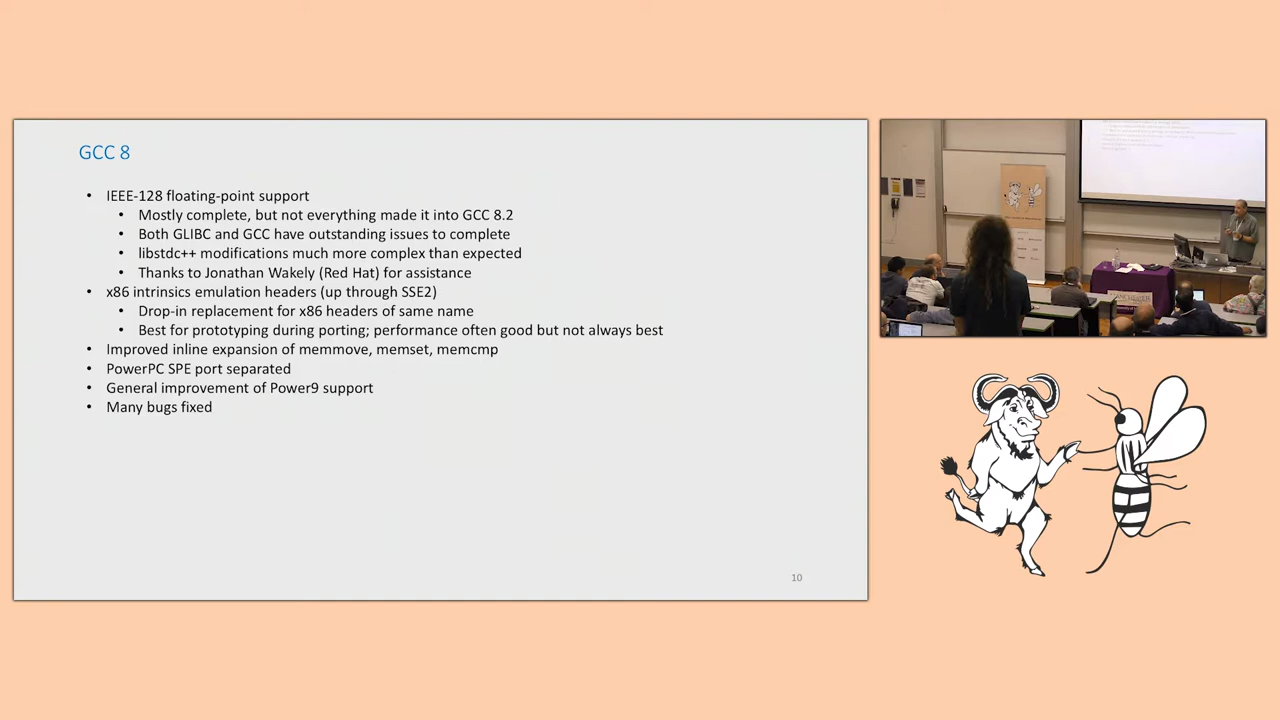 GCC 8
• IEEE-128 floating-point support
• Mostly complete, but not everything made it into GCC 8.2
• Both GLIBC and GCC have outstanding issues to complete
• libstdc++ modifications much more complex than expected
• Thanks to Jonathan Wakely (Red Hat) for assistance
• x86 intrinsics emulation headers (up through SSE2)
• Drop-in replacement for x86 headers of same name
• Best for prototyping during porting; performance often good but not always best
• Improved inline expansion of memmove, memset, memcmp
• PowerPC SPE port separated
• General improvement of Power9 support
• Many bugs fixed
10